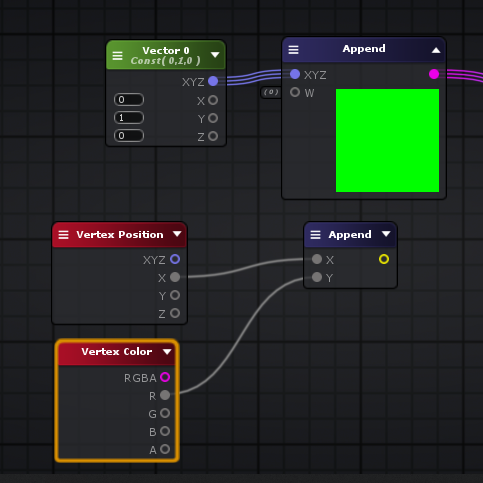 Vector 0
Const( 0,1,0 )
XYZ
0 X
1 Y
0 Z
Append
XYZ
(0) W
Vertex Position
XYZ
X
Y
Z
Append
X
Y
Vertex Color
RGBA
R
G
B
A